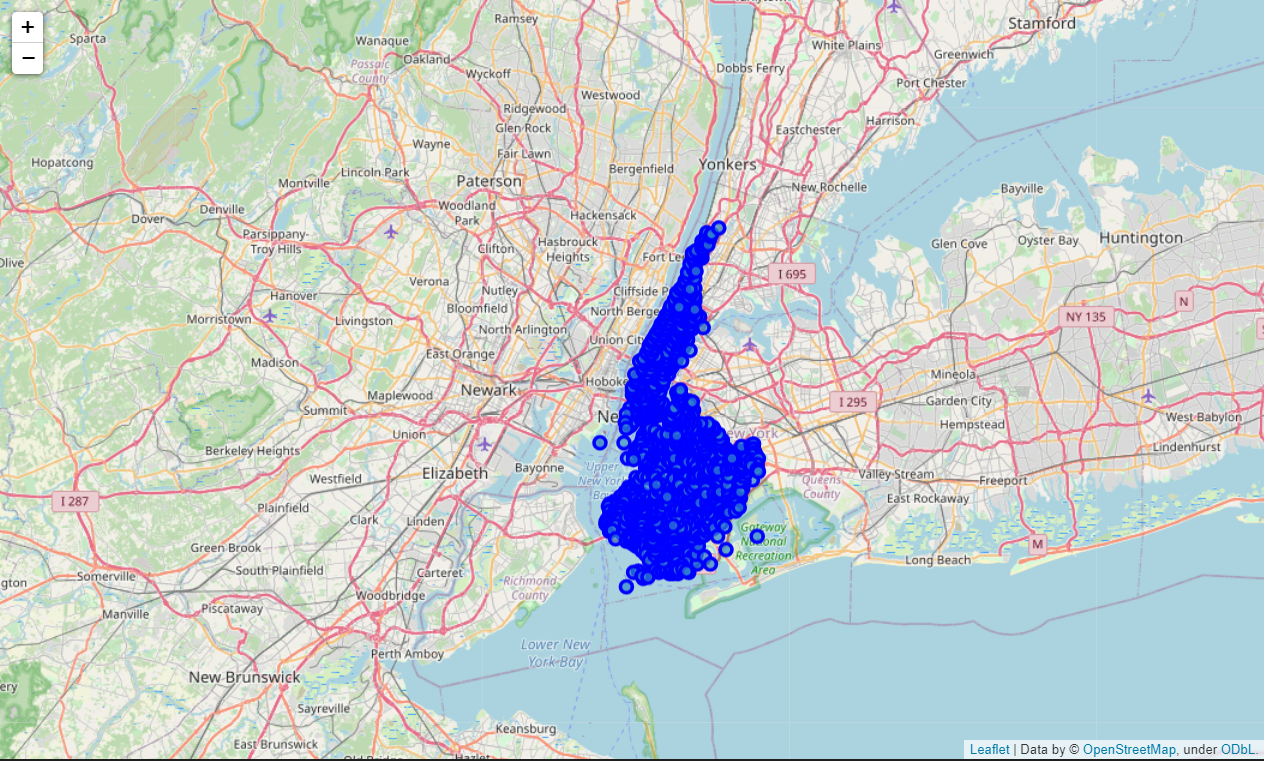 +
−
Sparta
Ramsey
Stamford
Wanaque
Oakland
White Plains
Greenwich
Passaic
County
Wyckoff
Dobbs Ferry
Port Chester
Westwood
Ridgewood
Glen Rock
Harrison
Eastchester
Wayne
Fair Lawn
Hopatcong
Lincoln Park
Bergenfield
Yonkers
Montville
Paterson
New Rochelle
Bayville
Woodland
Park
Denville
Dover
Hackensack
Parsippany-
Troy Hills
Clifton
Hasbrouck
Heights
Fort Le
Glen Cove
Oyster Bay
Huntington
Olive
I 695
Verona
Nutley
Cliffside P
Hanover
Bloomfield
North Berge
N
NY 135
Morristown
Livingston
North Arlington
Union City
Madison
East Orange
Newark
Hoboke
Mineola
Maplewood
Garden City
I 295
Summit
Ne
West Babylon
Union
New York
Hempstead
Berkeley Heights
Lindenhurst
Elizabeth
Bayonne
Upper
New York
Bay
Valley Stream
Freeport
Westfield
Queens
County
East Rockaway
I 287
Plainfield
Clark
Linden
Gateway
National
Recreation
Area
M
Green Brook
Long Beach
South Plainfield
Carteret
gton
Somerville
Richmond
County
Woodbridge
Manville
Piscataway
Lower New
York Bay
Perth Amboy
New Brunswick
ery
Sayreville
Keansburg
East Brunswick
Old Bridge
Hazlet
Leaflet | Data by © OpenStreetMap, under ODbL.